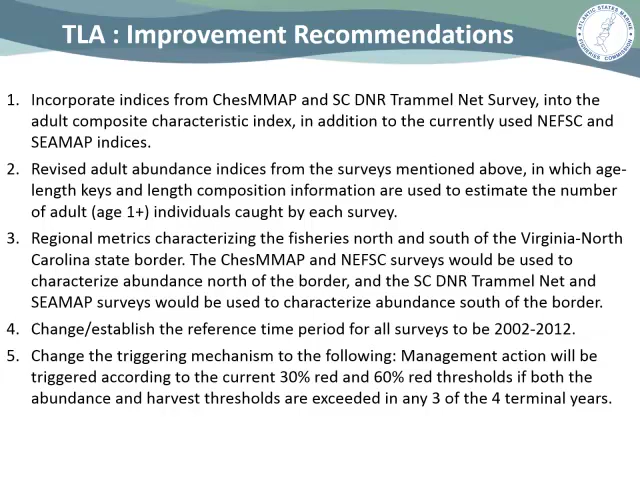 TLA : Improvement Recommendations
ATLANTIC STATES MARINE
FISHERIES COMMISSION
1. Incorporate indices from ChesMMAP and SC DNR Trammel Net Survey, into the
adult composite characteristic index, in addition to the currently used NEFSC and
SEAMAP indices.
2. Revised adult abundance indices from the surveys mentioned above, in which age-
length keys and length composition information are used to estimate the number
of adult (age 1+) individuals caught by each survey.
3. Regional metrics characterizing the fisheries north and south of the Virginia-North
Carolina state border. The ChesMMAP and NEFSC surveys would be used to
characterize abundance north of the border, and the SC DNR Trammel Net and
SEAMAP surveys would be used to characterize abundance south of the border.
4. Change/establish the reference time period for all surveys to be 2002-2012.
5. Change the triggering mechanism to the following: Management action will be
triggered according to the current 30% red and 60% red thresholds if both the
abundance and harvest thresholds are exceeded in any 3 of the 4 terminal years.